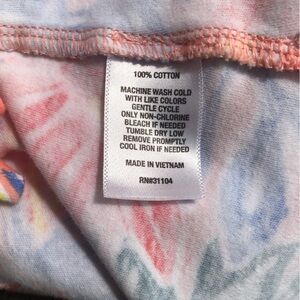 100% COTTON
MACHINE WASH COLD
WITH LIKE COLORS
GENTLE CYCLE
ONLY NON-CHLORINE
BLEACH IF NEEDED
TUMBLE DRY LOW
REMOVE PROMPTLY
COOL IRON IF NEEDED
MADE IN VIETNAM
RN#31104